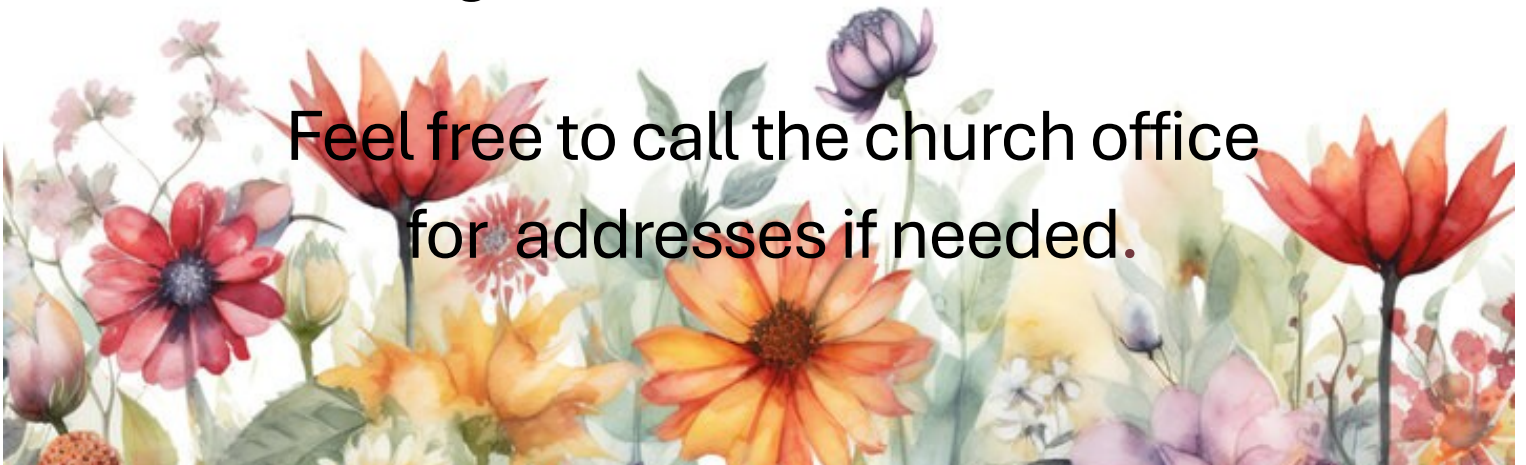 Feel free to call the church office
for  addresses if needed.